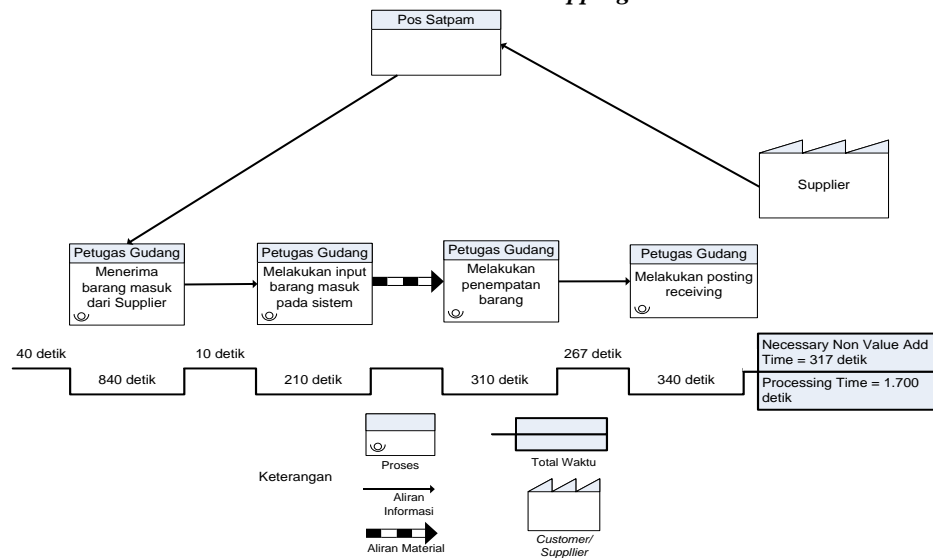 Pos Satpam
Supplier
Petugas Gudang
Menerima
barang masuk
dari Supplier
Petugas Gudang
Melakukan input
barang masuk
pada sistem
Petugas Gudang
Melakukan
penempatan
barang
Petugas Gudang
Melakukan posting
receiving
40 detik
840 detik
10 detik
210 detik
310 detik
267 detik
340 detik
Necessary Non Value Add
Time = 317 detik
Processing Time = 1.700
detik
Keterangan
Proses
Aliran
Informasi
Aliran Material
Total Waktu
Customer/
Suppllier